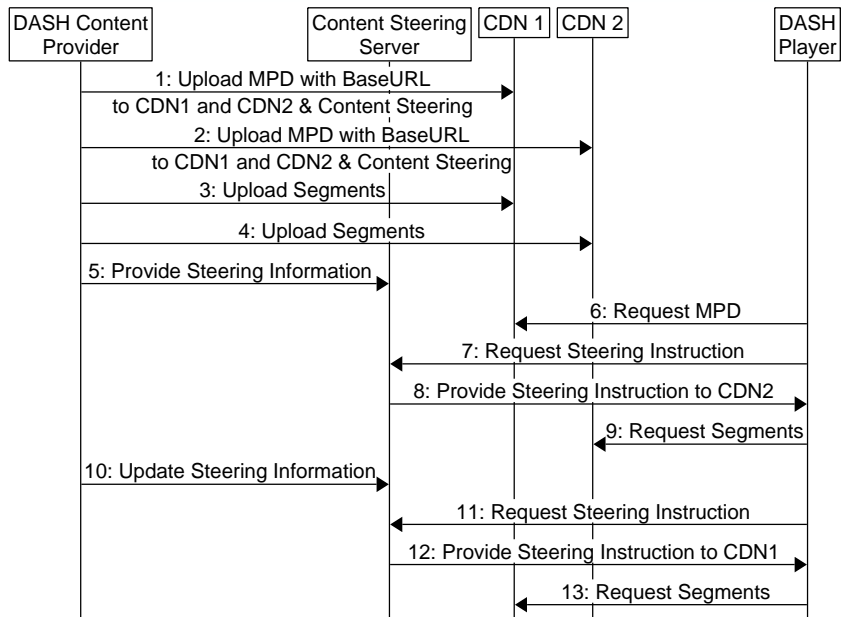 DASH Content
Provider
Content Steering
Server
CDN 1
CDN 2
DASH
Player
1: Upload MPD with BaseURL
to CDN1 and CDN2 & Content Steering
2: Upload MPD with BaseURL
to CDN1 and CDN2 & Content Steering
3: Upload Segments
4: Upload Segments
5: Provide Steering Information
6: Request MPD
7: Request Steering Instruction
8: Provide Steering Instruction to CDN2
9: Request Segments
10: Update Steering Information
11: Request Steering Instruction
12: Provide Steering Instruction to CDN1
13: Request Segments